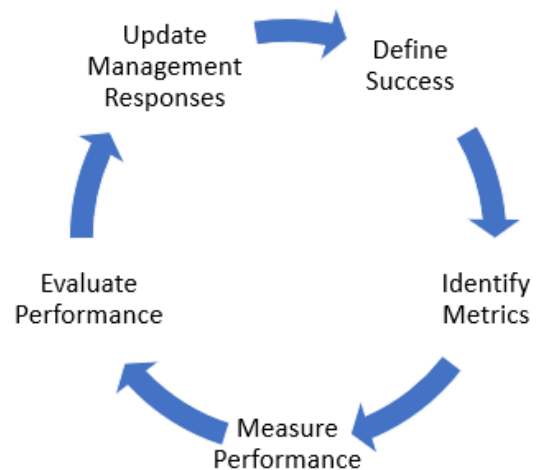 Update
Management
Responses
Define
Success
Identify
Metrics
Measure
Performance
Evaluate
Performance